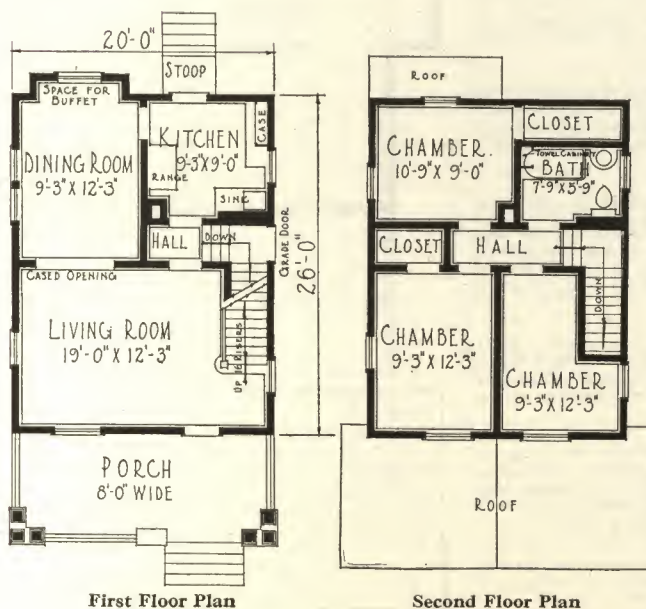 20'-0"
STOOP
SPACE FOR
BUFFET
KITCHEN
9'-3"X9'-0"
CASE
DINING ROOM
9'-3"X 12'-3"
RANGE
SINK
HALL
DOWN
GRADE DOOR
26'-0"
CASED OPENING
LIVING ROOM
19'-0"X 12'-3"
UP 16 RISERS
PORCH
8'-0" WIDE
First Floor Plan
ROOF
CLOSET
CHAMBER.
10'-9"X 9'-0"
TOWEL CABINET
BATH
7'-9"X5'-9"
CLOSET
HALL
DOWN
CHAMBER
9'-3"X 12'-3"
CHAMBER
9'-3"X 12'-3"
ROOF
Second Floor Plan